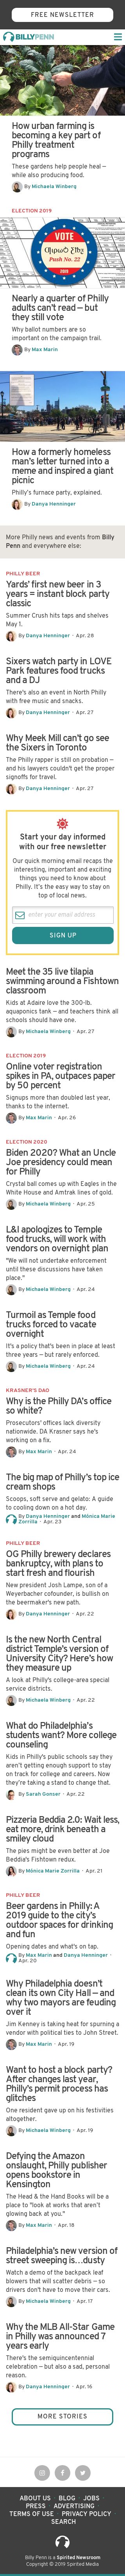 FREE NEWSLETTER
BILLYPENN
How urban farming is
becoming a key part of
Philly treatment
programs
These gardens help people heal —
while also producing food.
By Michaela Winberg
ELECTION 2019
VOTE
Push No. 22
2015
Nearly a quarter of Philly
adults can't read — but
they still vote
Why ballot numbers are so
important on the campaign trail.
By Max Marin
How a formerly homeless
man's letter turned into a
meme and inspired a giant
picnic
Philly's furnace party, explained.
By Danya Henninger
More Philly news and events from Billy
Penn and everywhere else:
PHILLY BEER
Yards' first new beer in 3
years = instant block party
classic
Summer Crush hits taps and shelves
May 1.
By Danya Henninger · Apr. 28
Sixers watch party in LOVE
Park features food trucks
and a DJ
There's also an event in North Philly
with free music and snacks.
By Danya Henninger · Apr. 27
Why Meek Mill can't go see
the Sixers in Toronto
The Philly rapper is still on parole —
and his lawyers couldn't get the proper
signoffs for travel.
By Danya Henninger · Apr. 27
Start your day informed
with our free newsletter
Our quick morning email has all the
interesting, important and exciting
things you need to know about
Philly. It's the easy way to stay on
top of local news.
enter your email address
SIGN UP
Meet the 35 live tilapia
swimming around a Fishtown
classroom
Kids at Adaire love the 300-lb.
aquaponics tank — and teachers think all
schools should have one.
By Michaela Winberg · Apr. 27
ELECTION 2019
Online voter registration
spikes in PA, outpaces paper
by 50 percent
Signups more than doubled last year,
thanks to the internet.
By Max Marin · Apr. 26
ELECTION 2020
Biden 2020? What an Uncle
Joe presidency could mean
for Philly
Crystal ball cards go with Eagles in the
White House and Amtrak lines of gold.
By Michaela Winberg · Apr. 25
L&I apologizes to Temple
food trucks, will work with
vendors on overnight plan
"We will not undertake enforcement
until these discussions have taken
place."
By Michaela Winberg · Apr. 24
Turmoil as Temple food
trucks forced to vacate
overnight
It's a policy that's been in place at least
three years — but rarely enforced.
By Michaela Winberg · Apr. 24
KRASNER'S DAO
Why is the Philly DA's office
so white?
Prosecutors' offices lack diversity
nationwide. DA Krasner says he's
working on a fix.
By Max Marin · Apr. 24
The big map of Philly's top ice
cream shops
Scoops, soft serve and gelato: A guide
to cooling down on a hot day.
By Danya Henninger and Mónica Marie
Zorrilla · Apr. 23
PHILLY BEER
OG Philly brewery declares
bankruptcy, with plans to
start fresh and flourish
New president Josh Lampe, son of a
Weyerbacher cofounder, is bullish on
the beermaker's new path.
By Danya Henninger · Apr. 22
Is the new North Central
district Temple's version of
University City? Here's how
they measure up
A look at Philly's college-area special
service districts.
By Michaela Winberg · Apr. 22
What do Philadelphia's
students want? More college
counseling
Kids in Philly's public schools say they
aren't getting enough support to stay
on track for college and careers. Now
they're taking a stand to change that.
By Sarah Gonser · Apr. 22
Pizzeria Beddia 2.0: Wait less,
eat more, drink beneath a
smiley cloud
The pies might be even better at Joe
Beddia's Fishtown redux.
By Mónica Marie Zorrilla · Apr. 21
PHILLY BEER
Beer gardens in Philly: A
2019 guide to the city's
outdoor spaces for drinking
and fun
Opening dates and what's on tap.
By Max Marin and Danya Henninger ·
Apr. 20
Why Philadelphia doesn't
clean its own City Hall — and
why two mayors are feuding
over it
Jim Kenney is taking heat for spurning a
vendor with political ties to John Street.
By Max Marin · Apr. 19
Want to host a block party?
After changes last year,
Philly's permit process has
glitches
One resident gave up on his festivities
altogether.
By Michaela Winberg · Apr. 19
Defying the Amazon
onslaught, Philly publisher
opens bookstore in
Kensington
The Head & The Hand Books will be a
place to "look at works that aren't
blowing back at you."
By Max Marin · Apr. 18
Philadelphia's new version of
street sweeping is…dusty
Watch a demo of the backpack leaf
blowers that will scatter debris — so
drivers don't have to move their cars.
By Michaela Winberg · Apr. 17
Why the MLB All-Star Game
in Philly was announced 7
years early
There's the semiquincentennial
celebration — but also a sad, personal
reason.
By Danya Henninger · Apr. 16
MORE STORIES
ABOUT US BLOG JOBS
PRESS ADVERTISING
TERMS OF USE PRIVACY POLICY
SEARCH
Billy Penn is a Spirited Newsroom
Copyright © 2019 Spirited Media